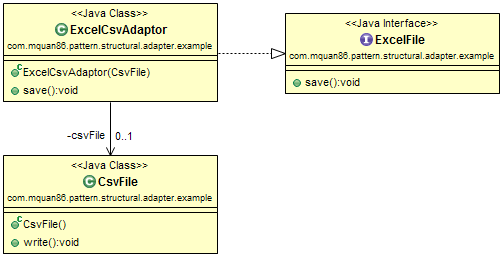 <<Java Class>>
ExcelCsvAdaptor
com.mquan86.pattern.structural.adapter.example
ExcelCsvAdaptor(CsvFile)
save():void
<<Java Interface>>
ExcelFile
com.mquan86.pattern.structural.adapter.example
save():void
-csvFile 0..1
<<Java Class>>
CsvFile
com.mquan86.pattern.structural.adapter.example
CsvFile()
write():void